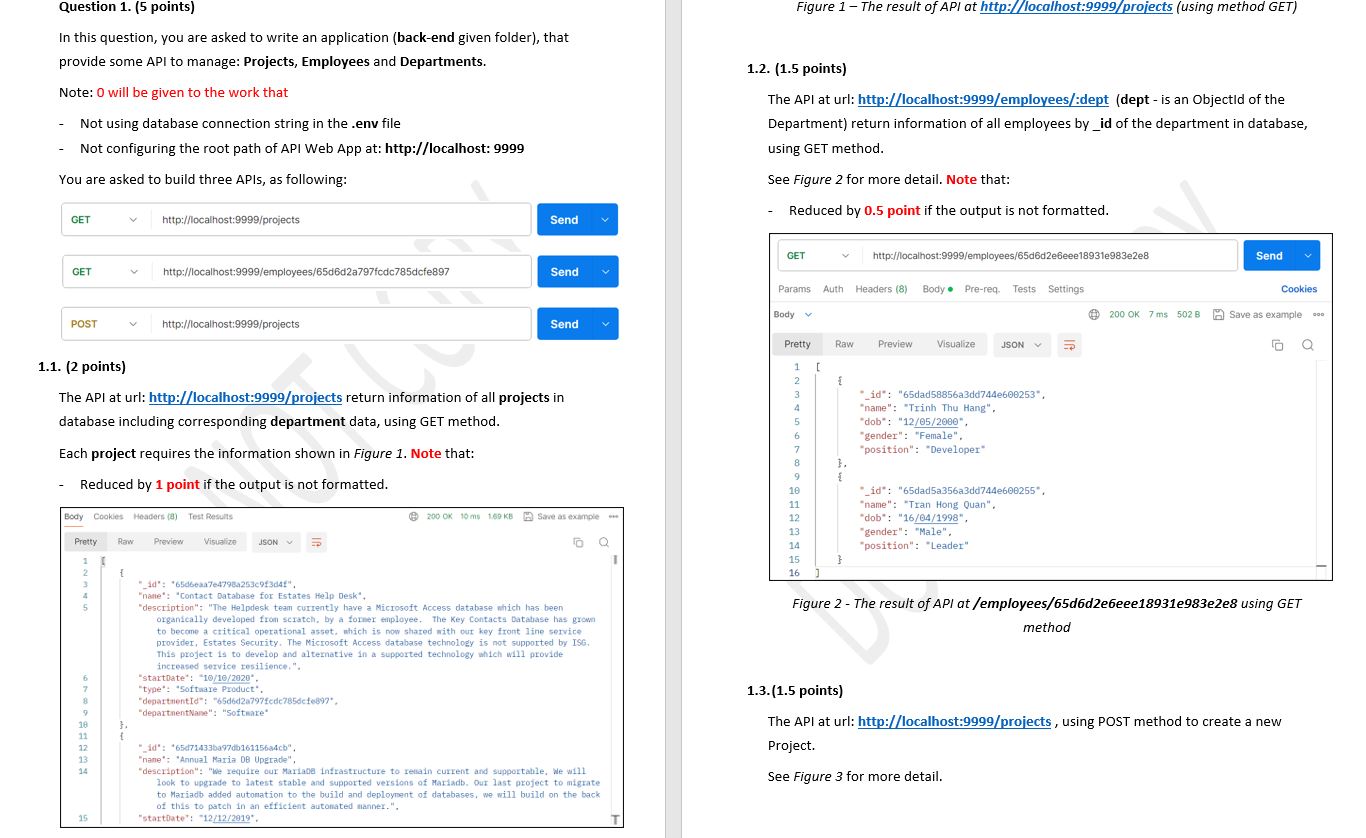 Question 1. (5 points)
In this question, you are asked to write an application (back-end given folder), that
provide some API to manage: Projects, Employees and Departments.
Note: 0 will be given to the work that
- Not using database connection string in the .env file
- Not configuring the root path of API Web App at: http://localhost: 9999
You are asked to build three APIs, as following:
GET http://localhost:9999/projects Send
GET http://localhost:9999/employees/65d6d2a797fcdc785dcfe897 Send
POST http://localhost:9999/projects Send
1.1. (2 points)
The API at url: http://localhost:9999/projects return information of all projects in
database including corresponding department data, using GET method.
Each project requires the information shown in Figure 1. Note that:
- Reduced by 1 point if the output is not formatted.
Body Cookies Headers (8) Test Results 200 OK 10 ms 1.69 KB Save as example
Pretty Raw Preview Visualize JSON
1 [
2 {
3 "_id": "65d6eaa7e4798a253c9f3d4f",
4 "name": "Contact Database for Estates Help Desk",
5 "description": "The Helpdesk team currently have a Microsoft Access database which has been
organically developed from scratch, by a former employee. The Key Contacts Database has grown
to become a critical operational asset, which is now shared with our key front line service
provider, Estates Security. The Microsoft Access database technology is not supported by ISG.
This project is to develop and alternative in a supported technology which will provide
increased service resilience.",
6 "startDate": "10/10/2020",
7 "type": "Software Product",
8 "departmentId": "65d6d2a797fcdc785dcfe897",
9 "departmentName": "Software"
10 },
11 {
12 "_id": "65d71433ba97db161156a4cb",
13 "name": "Annual Maria DB Upgrade",
14 "description": "We require our MariaDB infrastructure to remain current and supportable, We will
look to upgrade to latest stable and supported versions of Mariadb. Our last project to migrate
to Mariadb added automation to the build and deployment of databases, we will build on the back
of this to patch in an efficient automated manner.",
15 "startDate": "12/12/2019",
Figure 1 – The result of API at http://localhost:9999/projects (using method GET)
1.2. (1.5 points)
The API at url: http://localhost:9999/employees/:dept (dept - is an ObjectId of the
Department) return information of all employees by _id of the department in database,
using GET method.
See Figure 2 for more detail. Note that:
- Reduced by 0.5 point if the output is not formatted.
GET http://localhost:9999/employees/65d6d2e6eee18931e983e2e8 Send
Params Auth Headers (8) Body Pre-req. Tests Settings Cookies
Body 200 OK 7 ms 502 B Save as example
Pretty Raw Preview Visualize JSON
1 [
2 {
3 "_id": "65dad58856a3dd744e600253",
4 "name": "Trinh Thu Hang",
5 "dob": "12/05/2000",
6 "gender": "Female",
7 "position": "Developer"
8 },
9 {
10 "_id": "65dad5a356a3dd744e600255",
11 "name": "Tran Hong Quan",
12 "dob": "16/04/1998",
13 "gender": "Male",
14 "position": "Leader"
15 }
16 ]
Figure 2 - The result of API at /employees/65d6d2e6eee18931e983e2e8 using GET
method
1.3.(1.5 points)
The API at url: http://localhost:9999/projects , using POST method to create a new
Project.
See Figure 3 for more detail.